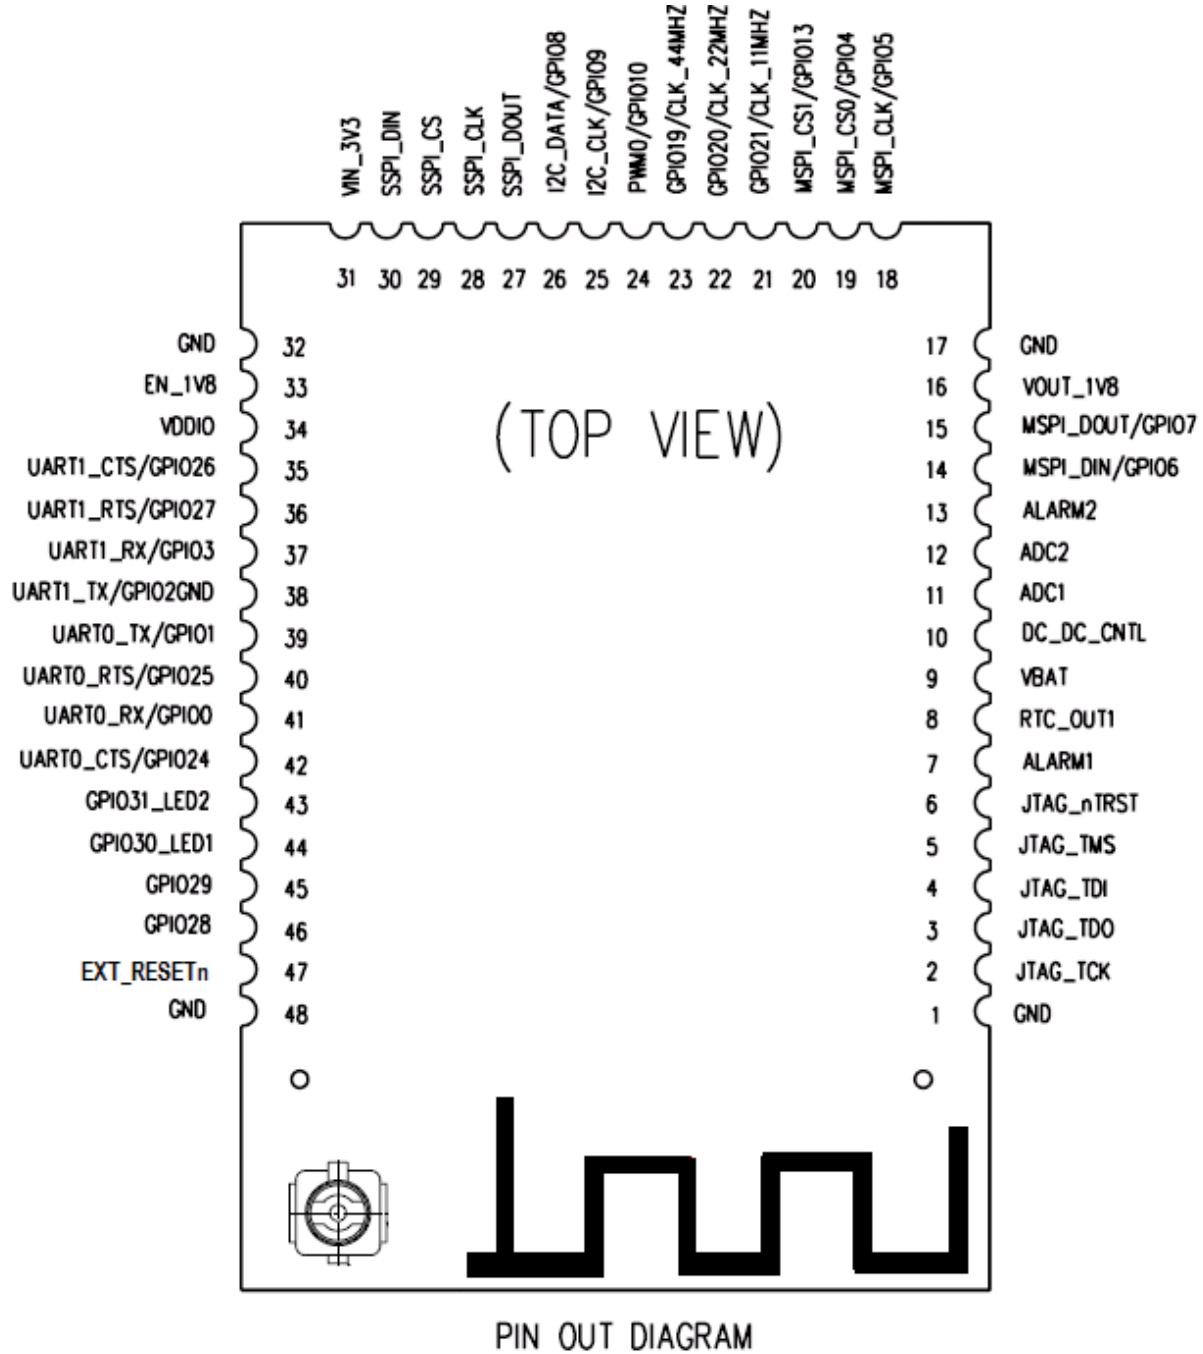 VIN_3V3
SSPI_DIN
SSPI_CS
SSPI_CLK
SSPI_DOUT
I2C_DATA/GPIO8
I2C_CLK/GPIO9
PWM0/GPIO10
GPIO19/CLK_44MHZ
GPIO20/CLK_22MHZ
GPIO21/CLK_11MHZ
MSPI_CS1/GPIO13
MSPI_CS0/GPIO4
MSPI_CLK/GPIO5
31 30 29 28 27 26 25 24 23 22 21 20 19 18
GND 32 17 GND
EN_1V8 33 16 VOUT_1V8
VDDIO 34 15 MSPI_DOUT/GPIO7
(TOP VIEW)
UART1_CTS/GPIO26 35 14 MSPI_DIN/GPIO6
UART1_RTS/GPIO27 36 13 ALARM2
UART1_RX/GPIO3 37 12 ADC2
UART1_TX/GPIO2GND 38 11 ADC1
UART0_TX/GPIO1 39 10 DC_DC_CNTL
UART0_RTS/GPIO25 40 9 VBAT
UART0_RX/GPIO0 41 8 RTC_OUT1
UART0_CTS/GPIO24 42 7 ALARM1
GPIO31_LED2 43 6 JTAG_nTRST
GPIO30_LED1 44 5 JTAG_TMS
GPIO29 45 4 JTAG_TDI
GPIO28 46 3 JTAG_TDO
EXT_RESETn 47 2 JTAG_TCK
GND 48 1 GND
PIN OUT DIAGRAM